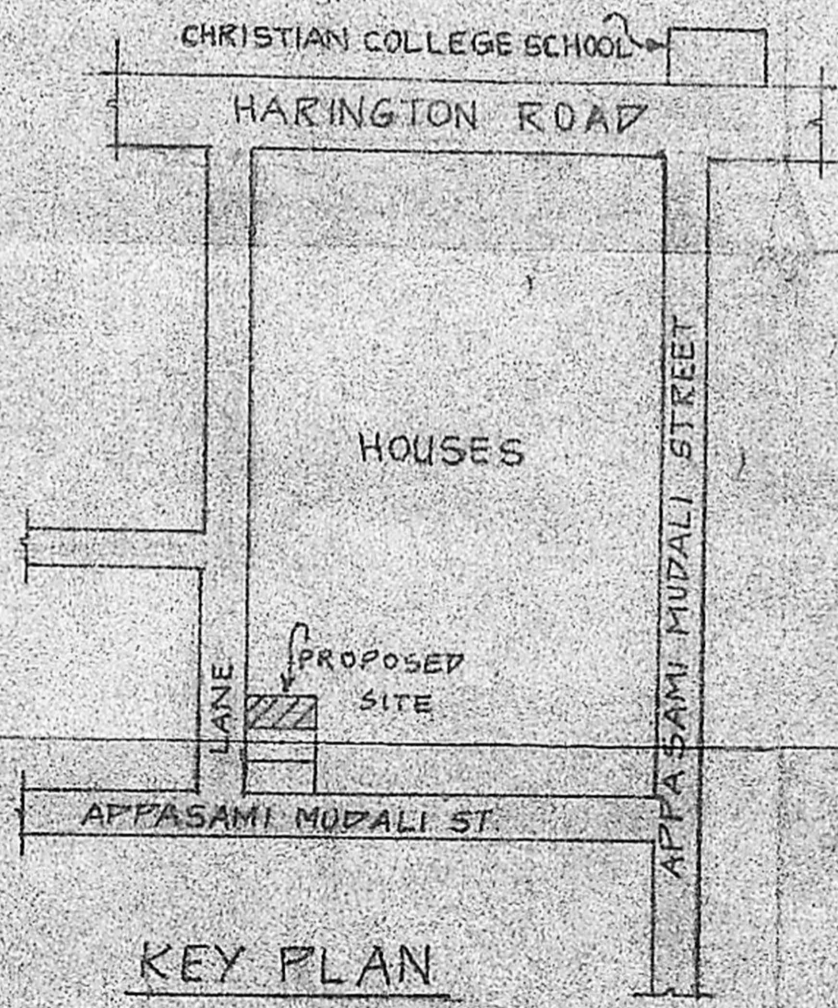 CHRISTIAN COLLEGE SCHOOL
HARINGTON ROAD
HOUSES
APPASAMI MUDALI STREET
PROPOSED
SITE
LANE
APPASAMI MUDALI ST.
KEY PLAN